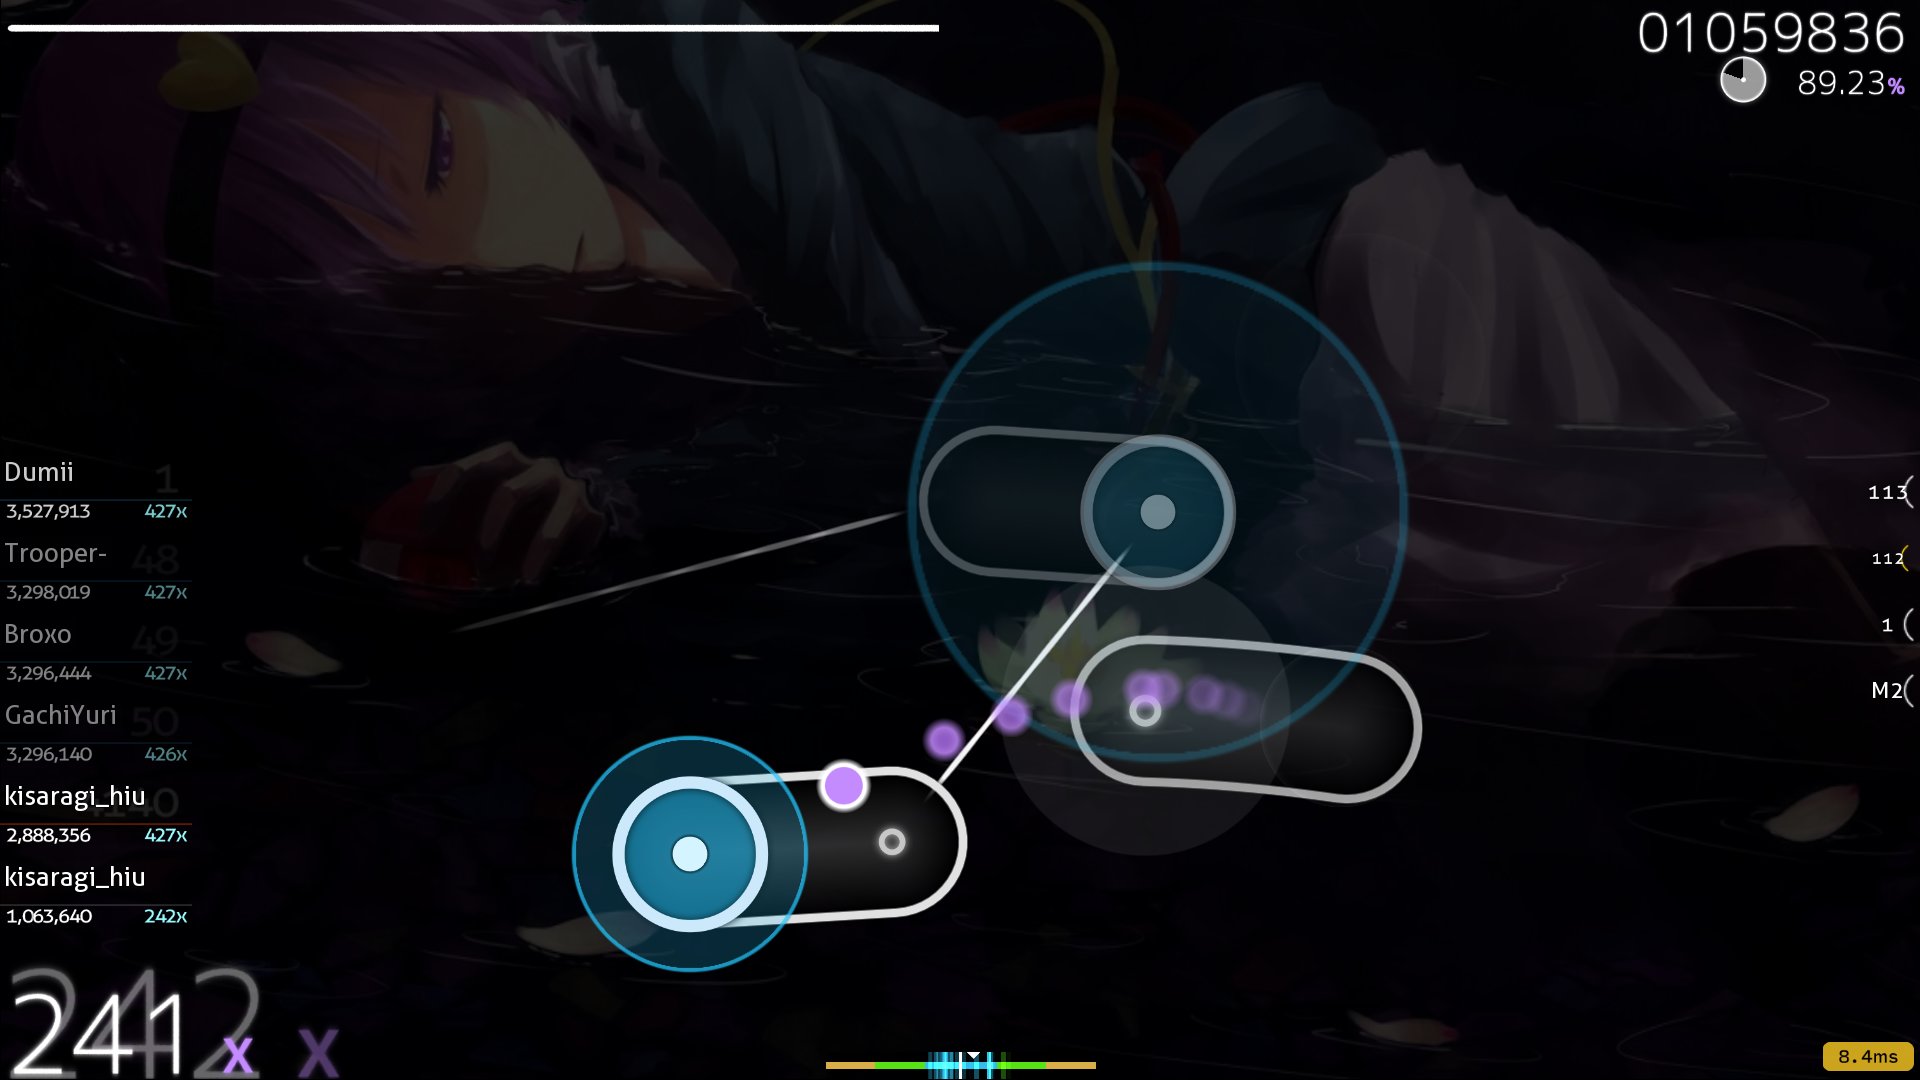 01059836
89.23%
Dumii 1
3,527,913 427x
Trooper- 48
3,298,019 427x
Broxo 49
3,296,444 427x
GachiYuri 50
3,296,140 426x
kisaragi_hiu 140
2,888,356 427x
kisaragi_hiu
1,063,640 242x
113
112
1
M2
241x
242x
8.4ms